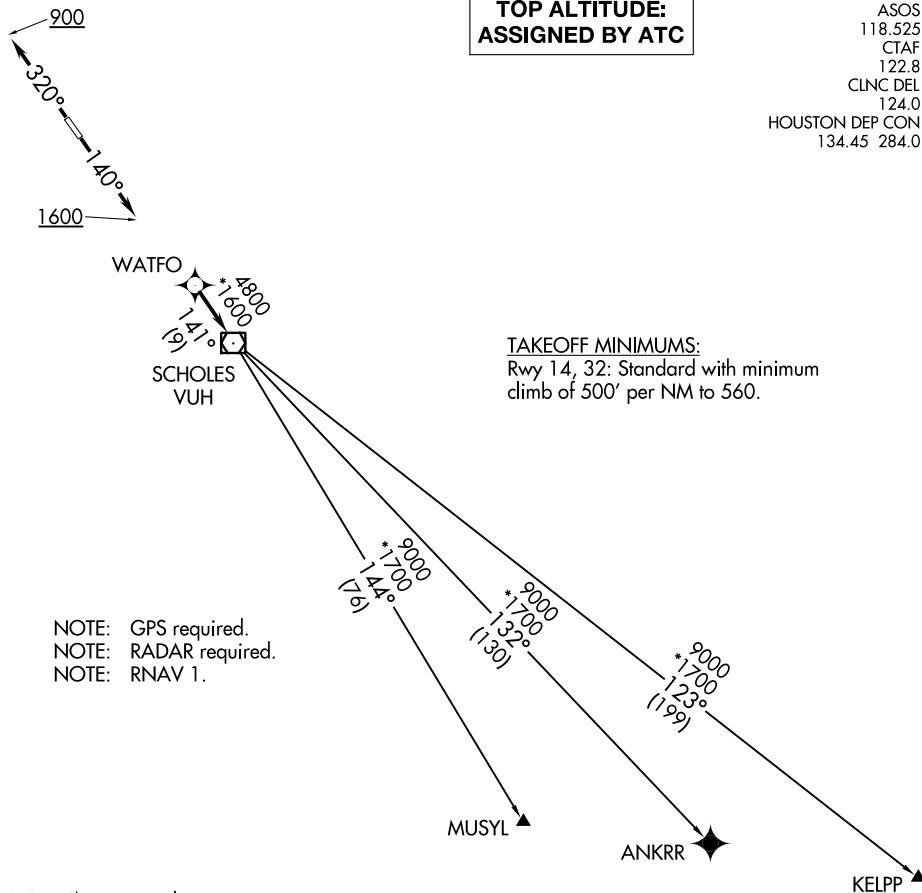 TOP ALTITUDE:
ASSIGNED BY ATC
ASOS
118.525
CTAF
122.8
CLNC DEL
124.0
HOUSTON DEP CON
134.45 284.0
900
320°
140°
1600
WATFO
4800
*1600
141°
(9)
SCHOLES
VUH
TAKEOFF MINIMUMS:
Rwy 14, 32: Standard with minimum
climb of 500' per NM to 560.
9000
*1700
144°
(76)
9000
*1700
132°
(130)
9000
*1700
123°
(199)
NOTE: GPS required.
NOTE: RADAR required.
NOTE: RNAV 1.
MUSYL
ANKRR
KELPP